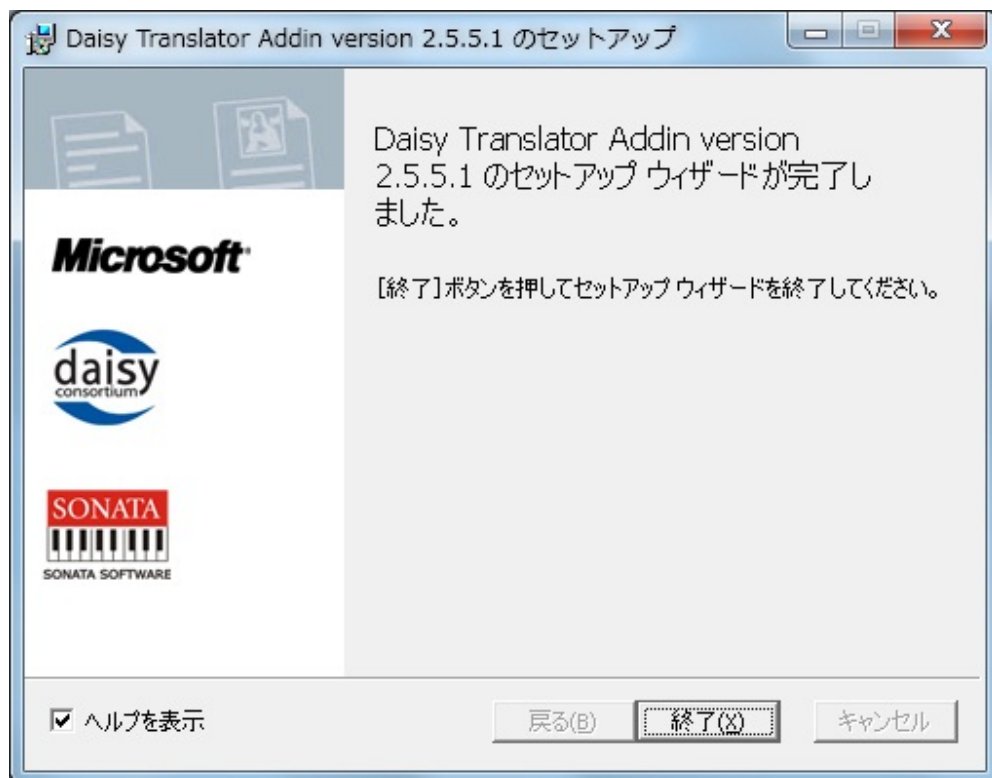 Daisy Translator Addin version 2.5.5.1 のセットアップ
Daisy Translator Addin version
2.5.5.1 のセットアップ ウィザードが完了し
ました。
[終了]ボタンを押してセットアップ ウィザードを終了してください。
Microsoft
daisy
consortium
SONATA
SONATA SOFTWARE
ヘルプを表示
戻る(B)
終了(X)
キャンセル